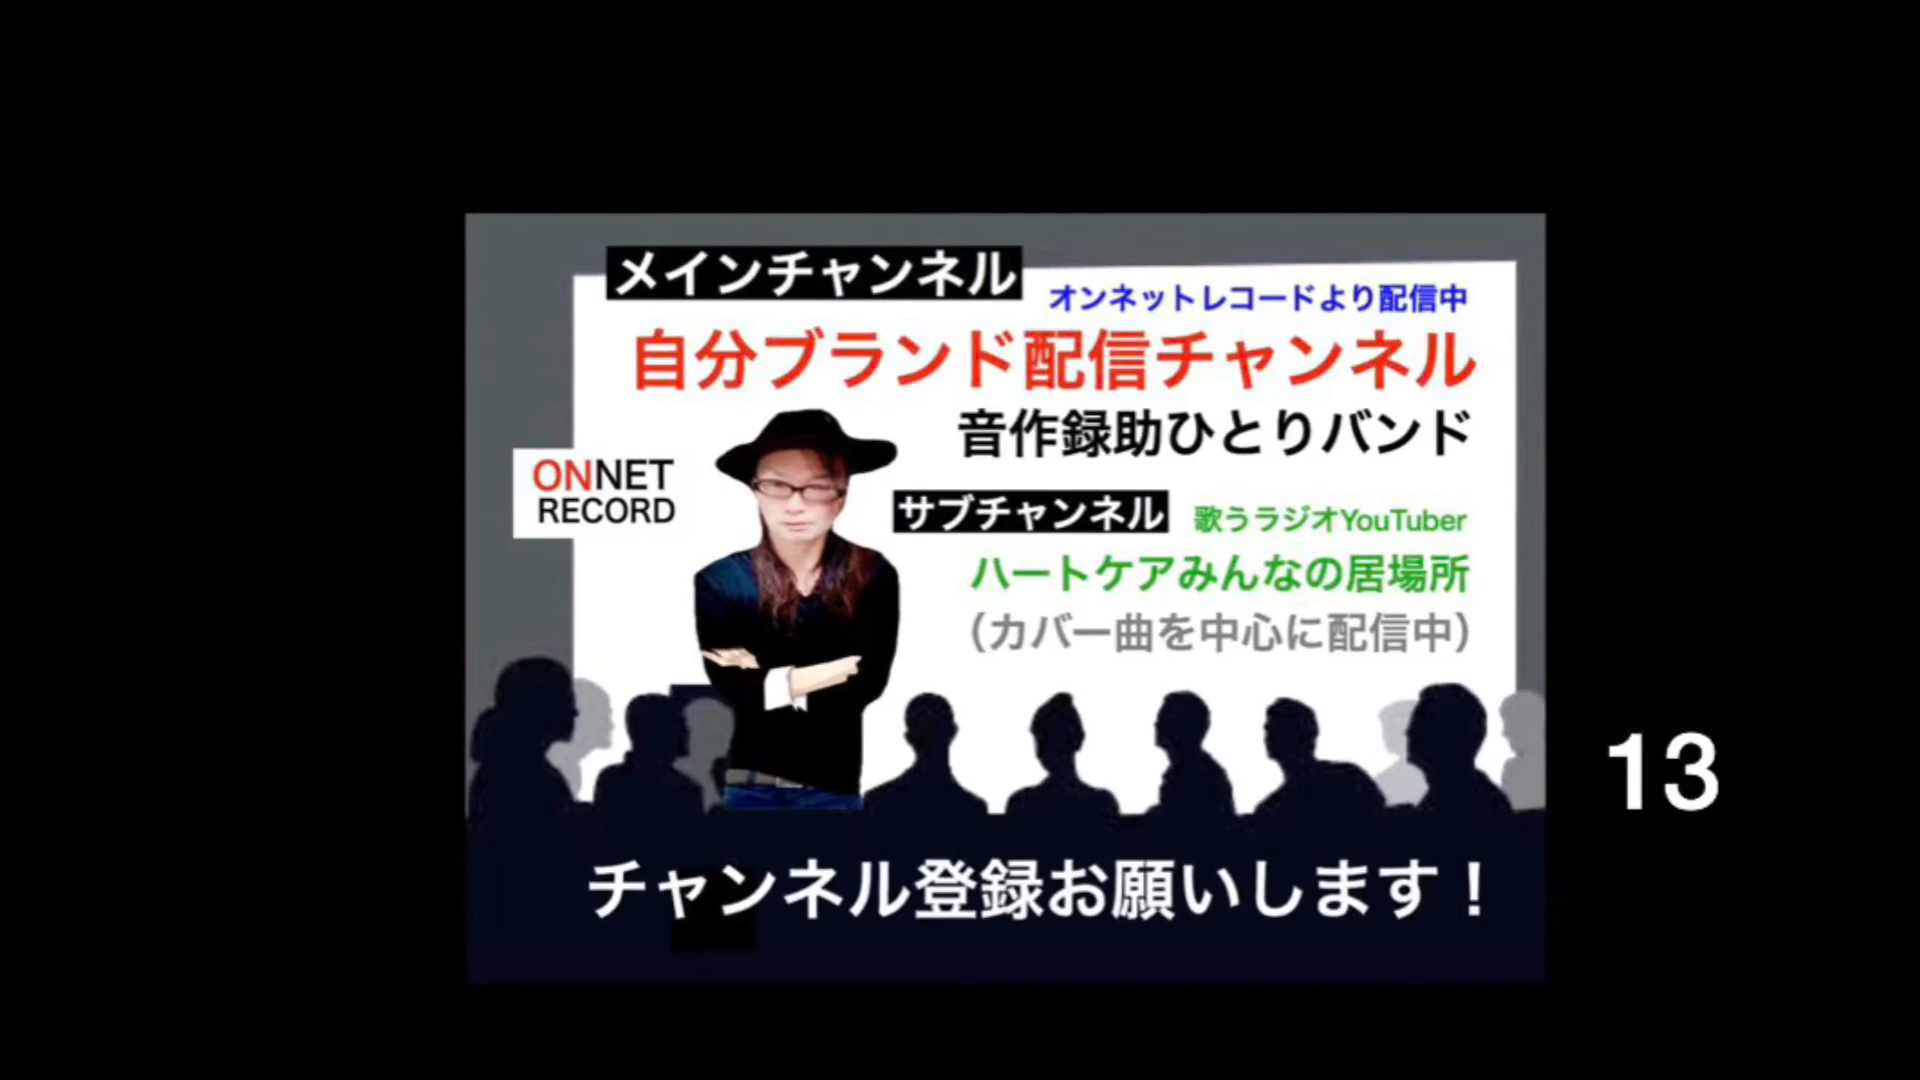 メインチャンネル
オンネットレコードより配信中
自分ブランド配信チャンネル
音作録助ひとりバンド
ONNET
RECORD
サブチャンネル
歌うラジオYouTuber
ハートケアみんなの居場所
（カバー曲を中心に配信中）
13
チャンネル登録お願いします！